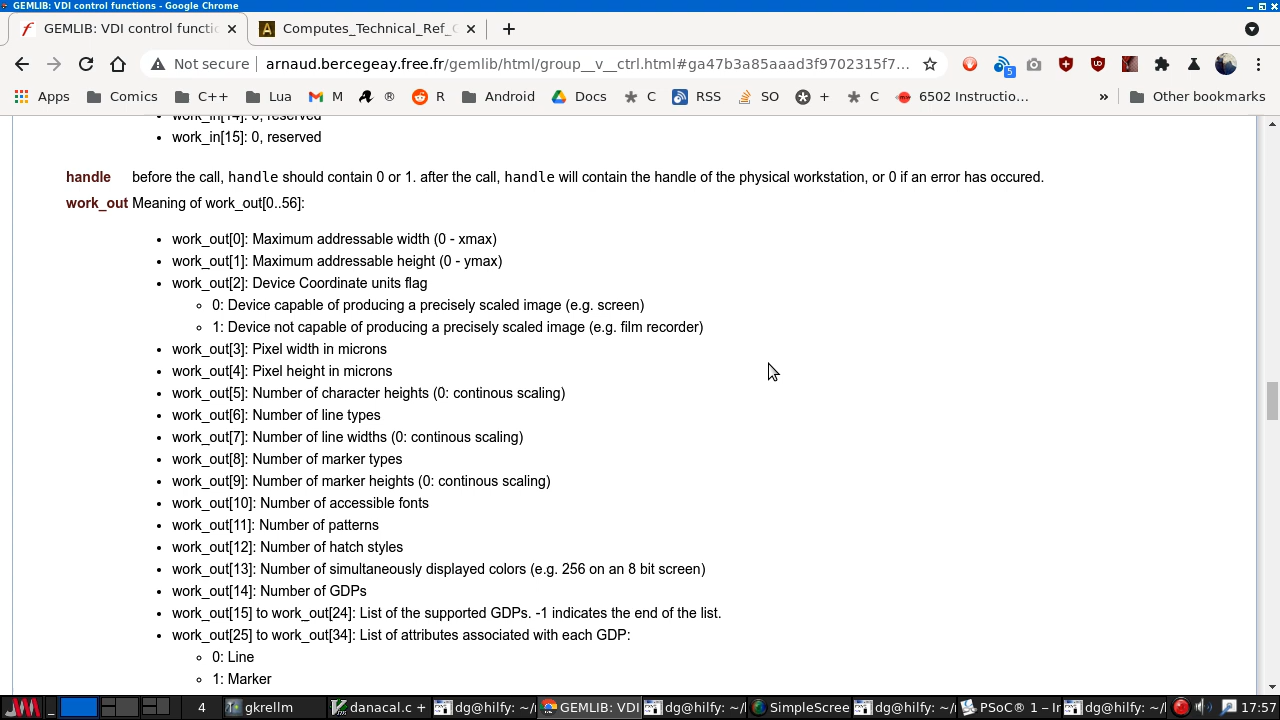 GEMLIB: VDI control functions - Google Chrome
GEMLIB: VDI control functi
Computes_Technical_Ref_
Not secure
arnaud.bercegeay.free.fr/gemlib/html/group__v__ctrl.html#ga47b3a85aaad3f9702315f7...
5
Apps Comics C++ Lua M ® R Android Docs C RSS SO + C 6502 Instructio... » Other bookmarks
work_in[14]: 0, reserved
work_in[15]: 0, reserved
handle before the call, handle should contain 0 or 1. after the call, handle will contain the handle of the physical workstation, or 0 if an error has occured.
work_out Meaning of work_out[0..56]:
work_out[0]: Maximum addressable width (0 - xmax)
work_out[1]: Maximum addressable height (0 - ymax)
work_out[2]: Device Coordinate units flag
0: Device capable of producing a precisely scaled image (e.g. screen)
1: Device not capable of producing a precisely scaled image (e.g. film recorder)
work_out[3]: Pixel width in microns
work_out[4]: Pixel height in microns
work_out[5]: Number of character heights (0: continous scaling)
work_out[6]: Number of line types
work_out[7]: Number of line widths (0: continous scaling)
work_out[8]: Number of marker types
work_out[9]: Number of marker heights (0: continous scaling)
work_out[10]: Number of accessible fonts
work_out[11]: Number of patterns
work_out[12]: Number of hatch styles
work_out[13]: Number of simultaneously displayed colors (e.g. 256 on an 8 bit screen)
work_out[14]: Number of GDPs
work_out[15] to work_out[24]: List of the supported GDPs. -1 indicates the end of the list.
work_out[25] to work_out[34]: List of attributes associated with each GDP:
0: Line
1: Marker
4 gkrellm danacal.c + dg@hilfy: ~/ GEMLIB: VDI dg@hilfy: ~/ SimpleScree dg@hilfy: ~/ PSoC® 1 – Ir dg@hilfy: ~/ 17:57